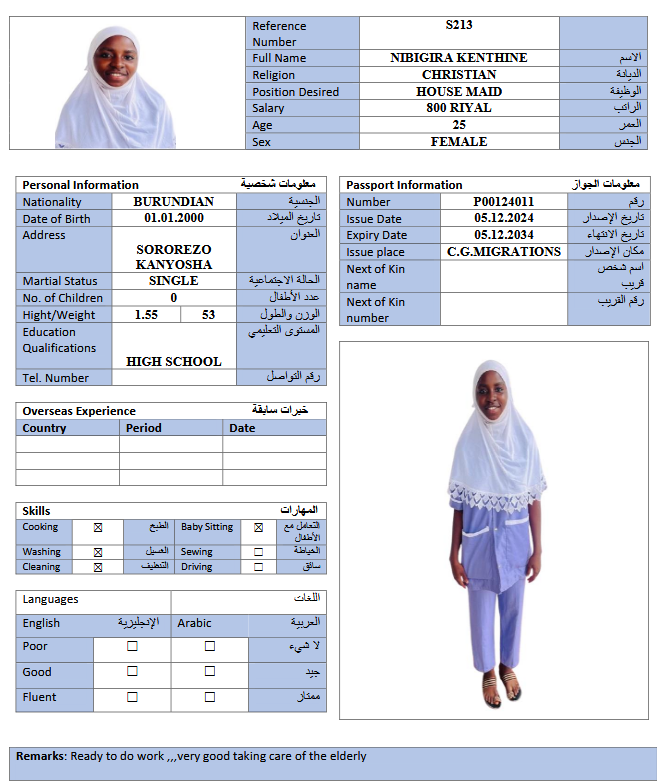 Reference Number S213
Full Name NIBIGIRA KENTHINE الاسم
Religion CHRISTIAN الديانة
Position Desired HOUSE MAID الوظيفة
Salary 800 RIYAL الراتب
Age 25 العمر
Sex FEMALE الجنس
Personal Information معلومات شخصية
Nationality BURUNDIAN الجنسية
Date of Birth 01.01.2000 تاريخ الميلاد
Address SOROREZO KANYOSHA العنوان
Martial Status SINGLE الحالة الاجتماعية
No. of Children 0 عدد الأطفال
Hight/Weight 1.55 53 الوزن والطول
Education Qualifications HIGH SCHOOL المستوى التعليمي
Tel. Number رقم التواصل
Passport Information معلومات الجواز
Number P00124011 رقم
Issue Date 05.12.2024 تاريخ الإصدار
Expiry Date 05.12.2034 تاريخ الانتهاء
Issue place C.G.MIGRATIONS مكان الإصدار
Next of Kin name اسم شخص قريب
Next of Kin number رقم القريب
Overseas Experience خبرات سابقة
Country Period Date
Skills المهارات
Cooking ☒ الطبخ Baby Sitting ☒ التعامل مع الأطفال
Washing ☒ الغسيل Sewing ☐ الخياطة
Cleaning ☒ التنظيف Driving ☐ سائق
Languages اللغات
English الإنجليزية Arabic العربية
Poor ☐ ☐ لا شيء
Good ☐ ☐ جيد
Fluent ☐ ☐ ممتاز
Remarks: Ready to do work ,,,very good taking care of the elderly